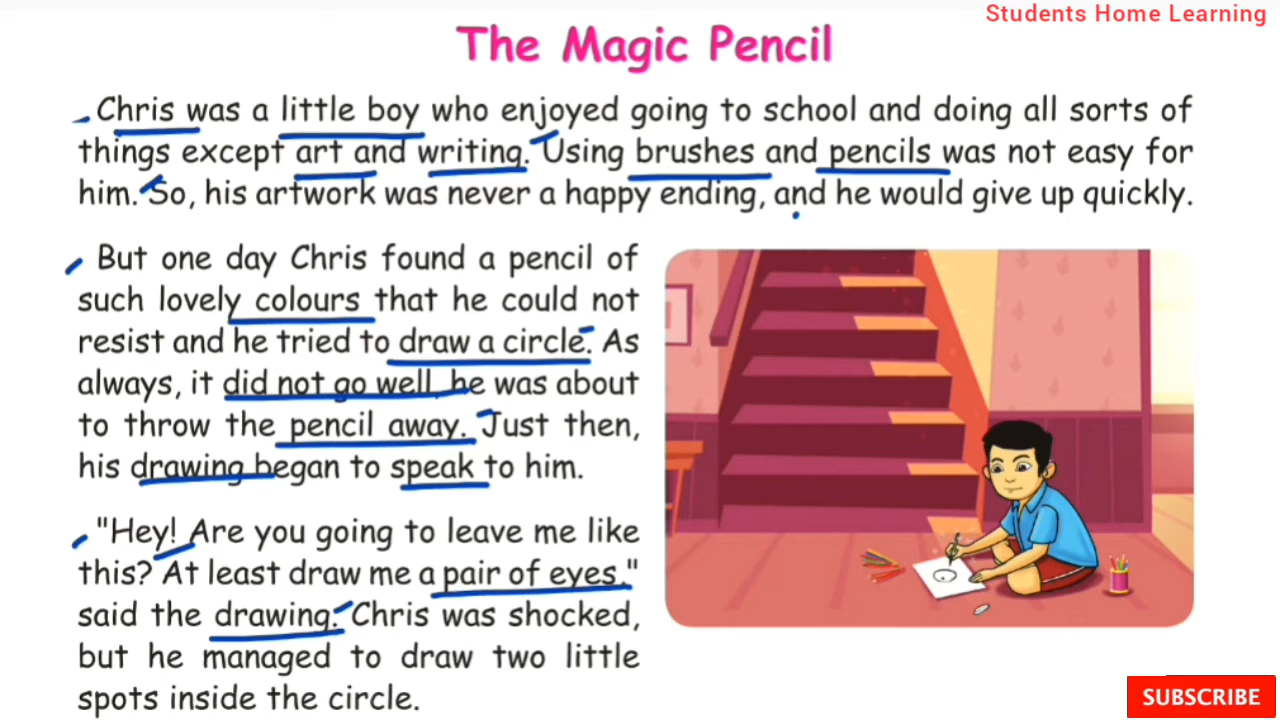 Students Home Learning
The Magic Pencil
Chris was a little boy who enjoyed going to school and doing all sorts of
things except art and writing. Using brushes and pencils was not easy for
him. So, his artwork was never a happy ending, and he would give up quickly.
But one day Chris found a pencil of
such lovely colours that he could not
resist and he tried to draw a circle. As
always, it did not go well, he was about
to throw the pencil away. Just then,
his drawing began to speak to him.
"Hey! Are you going to leave me like
this? At least draw me a pair of eyes."
said the drawing. Chris was shocked,
but he managed to draw two little
spots inside the circle.
SUBSCRIBE